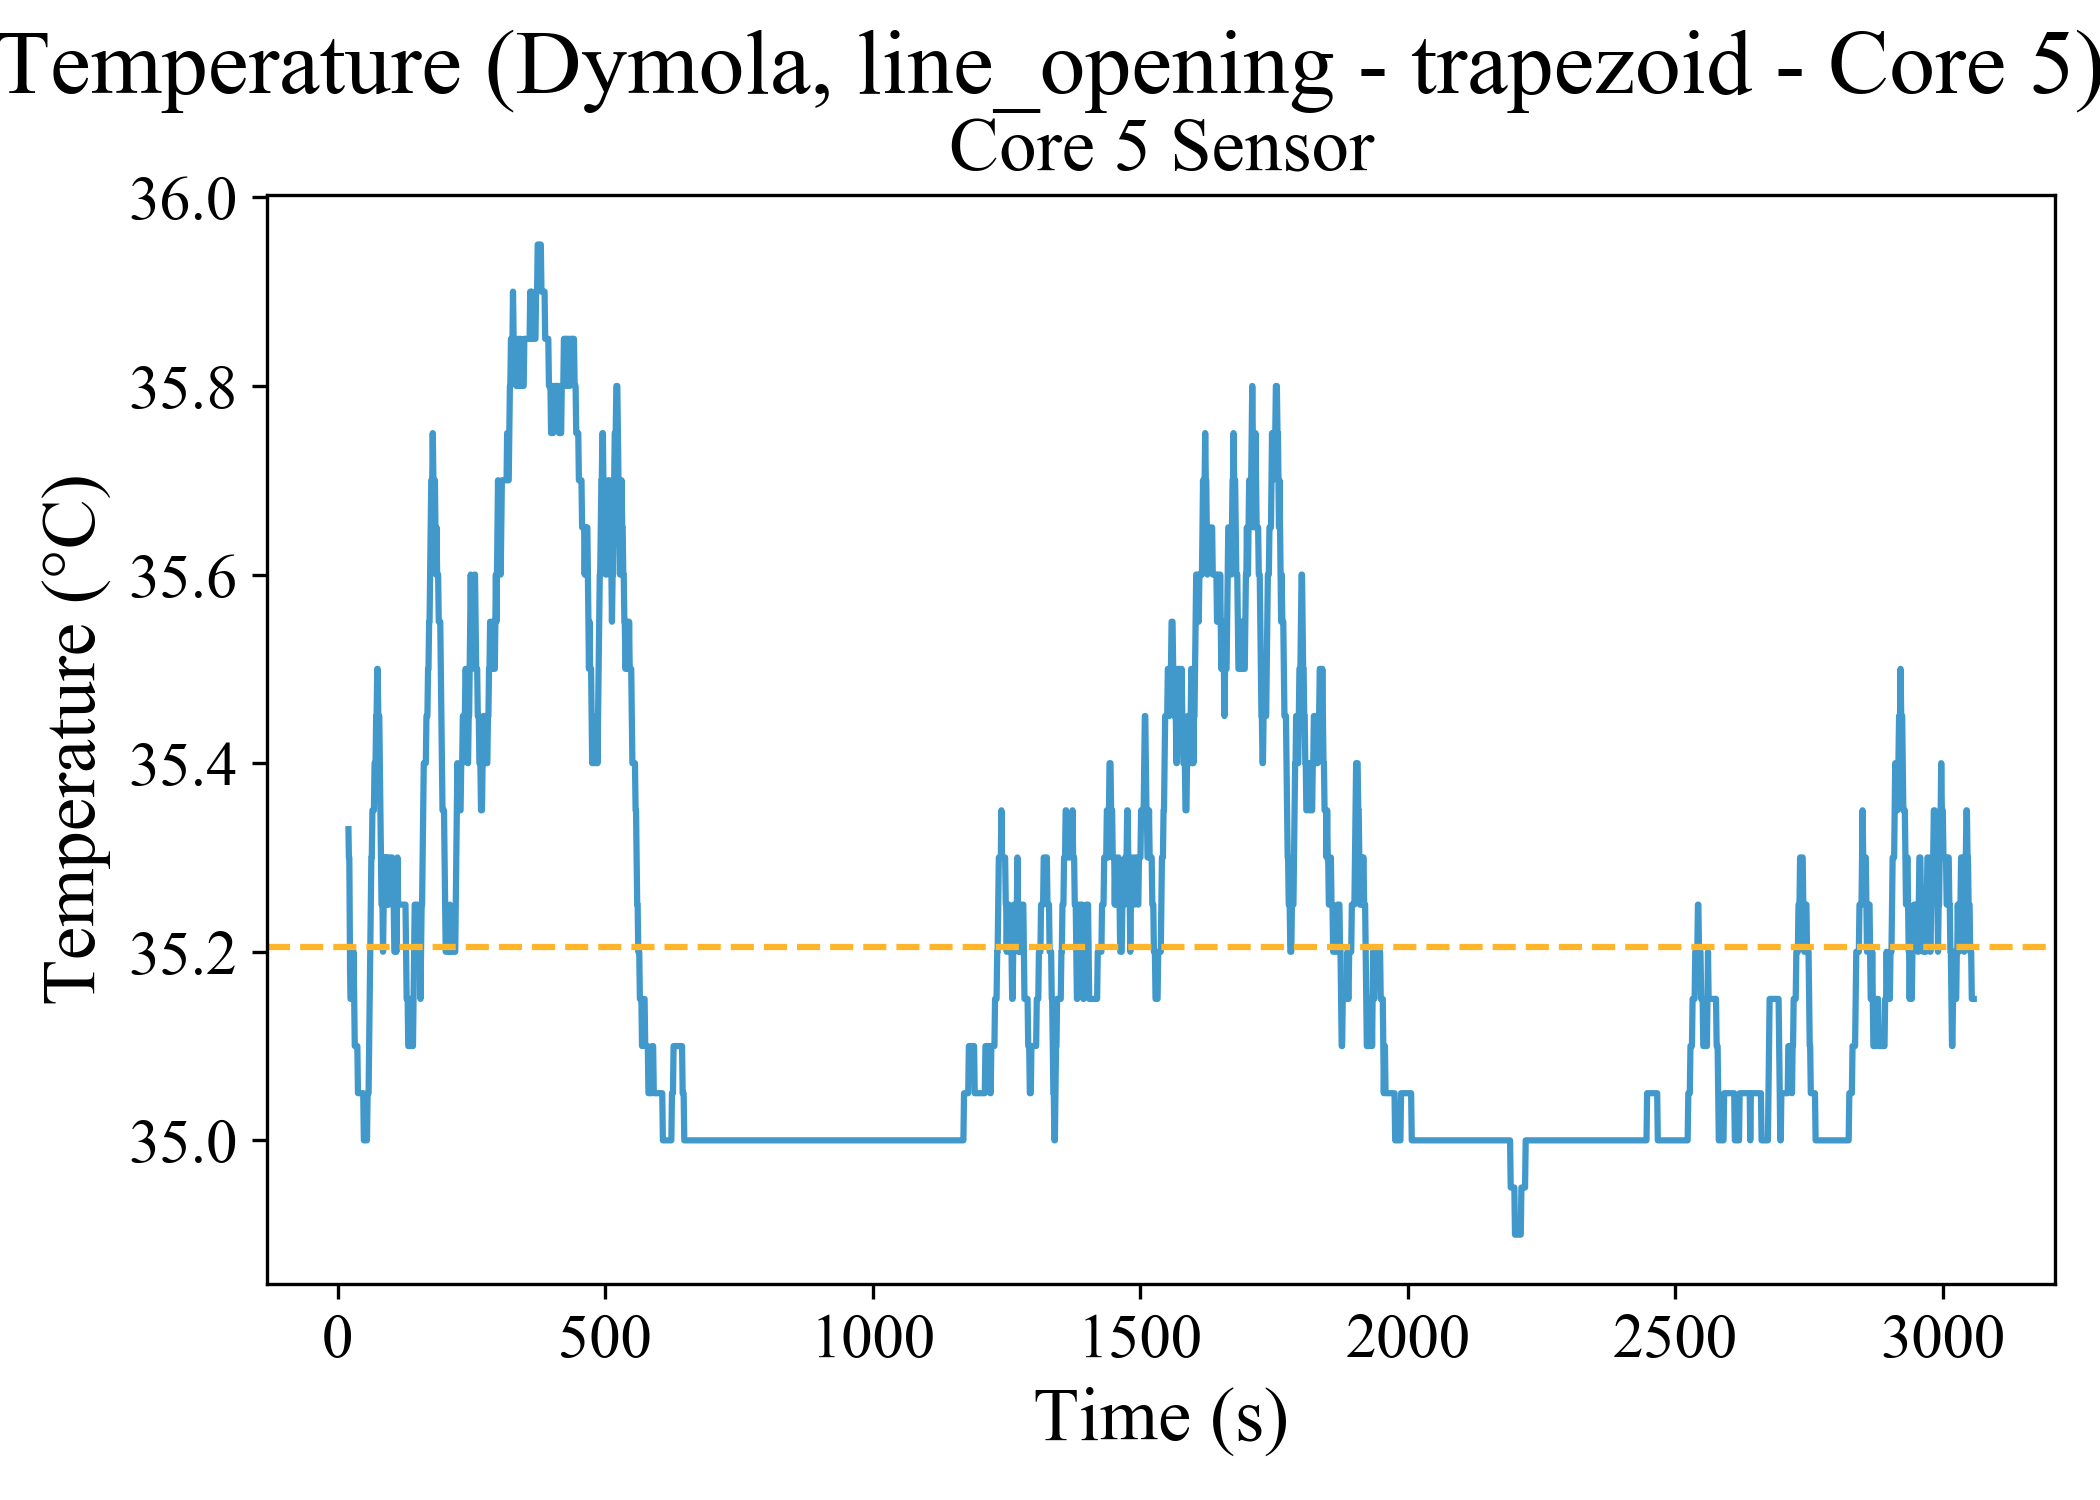 Temperature (Dymola, line_opening - trapezoid - Core 5)
Core 5 Sensor
36.0
35.8
35.6
35.4
35.2
35.0
Temperature (°C)
0 500 1000 1500 2000 2500 3000
Time (s)